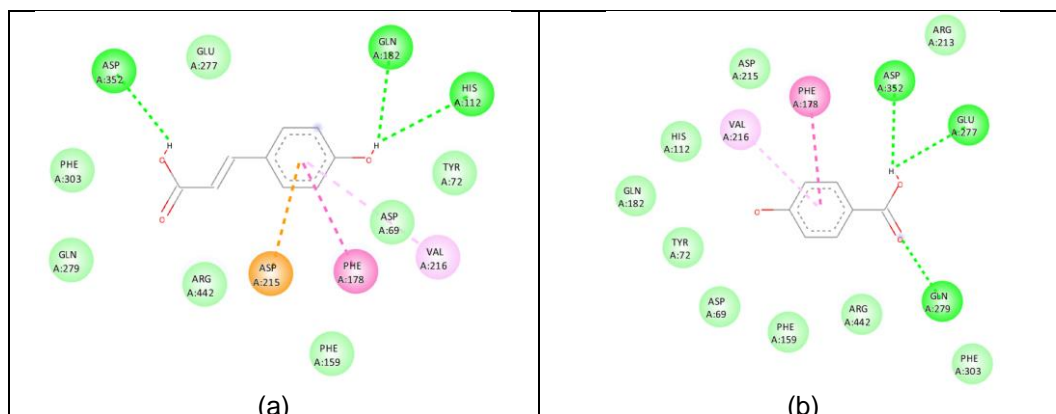 GLU
A:277
ASP
A:352
GLN
A:182
HIS
A:112
PHE
A:303
TYR
A:72
ASP
A:69
GLN
A:279
ARG
A:442
ASP
A:215
PHE
A:178
VAL
A:216
PHE
A:159
H
O
O
O
H
(a)
ARG
A:213
ASP
A:215
PHE
A:178
ASP
A:352
GLU
A:277
VAL
A:216
HIS
A:112
GLN
A:182
TYR
A:72
ASP
A:69
PHE
A:159
ARG
A:442
GLN
A:279
PHE
A:303
H
O
O
O
(b)